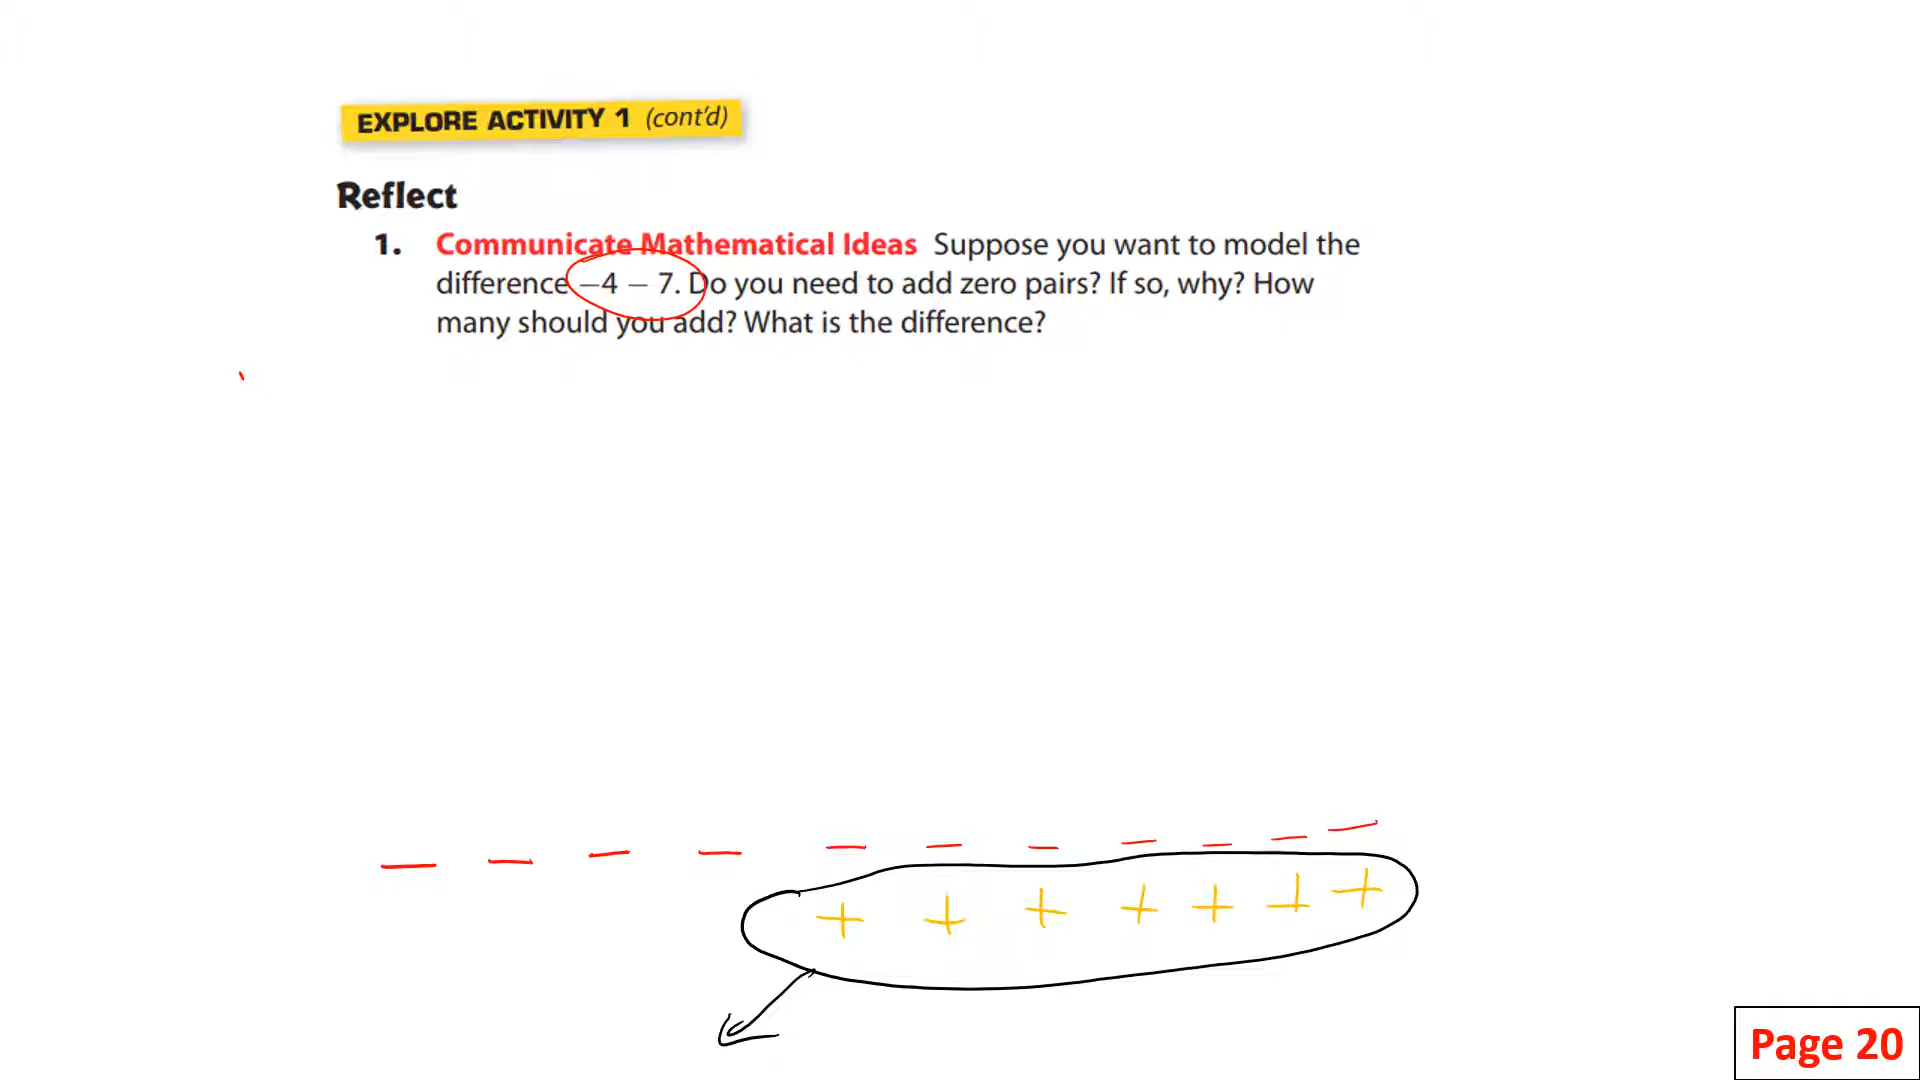 EXPLORE ACTIVITY 1 (cont'd)
Reflect
1. Communicate Mathematical Ideas Suppose you want to model the
difference −4 − 7. Do you need to add zero pairs? If so, why? How
many should you add? What is the difference?
− − − − − − − − − − −
+ + + + + + +
Page 20